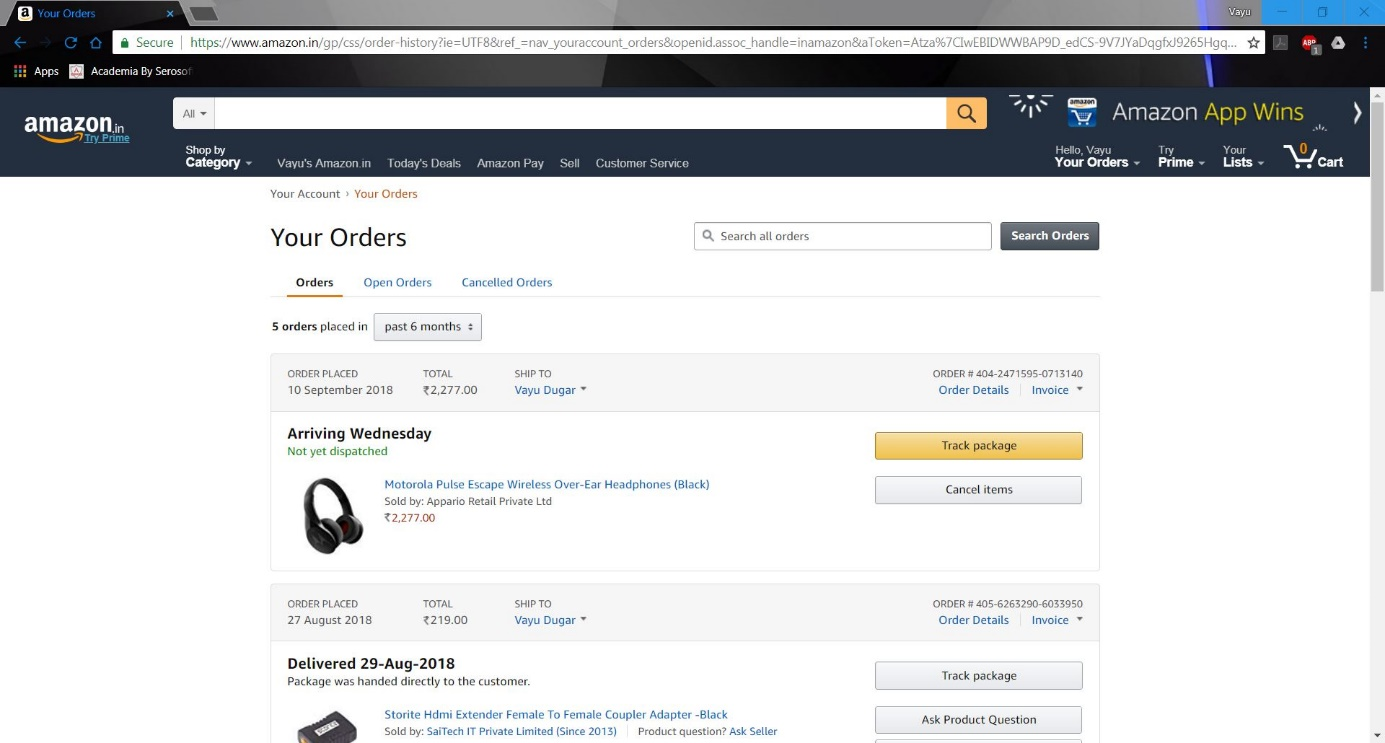 Your Orders
Vayu
Secure
https://www.amazon.in/gp/css/order-history?ie=UTF8&ref_=nav_youraccount_orders&openid.assoc_handle=inamazon&aToken=Atza%7CIwEBIDWWBAP9D_edCS-9V7JYaDqgfxJ9265Hgq...
ABP
1
Apps
Academia By Serosof
amazon.in
Try Prime
All
amazon
Amazon App Wins
Shop by
Category
Vayu's Amazon.in Today's Deals Amazon Pay Sell Customer Service
Hello, Vayu
Your Orders
Try
Prime
Your
Lists
0
Cart
Your Account › Your Orders
Your Orders
Search all orders
Search Orders
Orders Open Orders Cancelled Orders
5 orders placed in past 6 months
ORDER PLACED TOTAL SHIP TO ORDER # 404-2471595-0713140
10 September 2018 ₹2,277.00 Vayu Dugar Order Details Invoice
Arriving Wednesday
Not yet dispatched
Track package
Motorola Pulse Escape Wireless Over-Ear Headphones (Black)
Sold by: Appario Retail Private Ltd
₹2,277.00
Cancel items
ORDER PLACED TOTAL SHIP TO ORDER # 405-6263290-6033950
27 August 2018 ₹219.00 Vayu Dugar Order Details Invoice
Delivered 29-Aug-2018
Package was handed directly to the customer.
Track package
Storite Hdmi Extender Female To Female Coupler Adapter -Black
Sold by: SaiTech IT Private Limited (Since 2013) Product question? Ask Seller
Ask Product Question